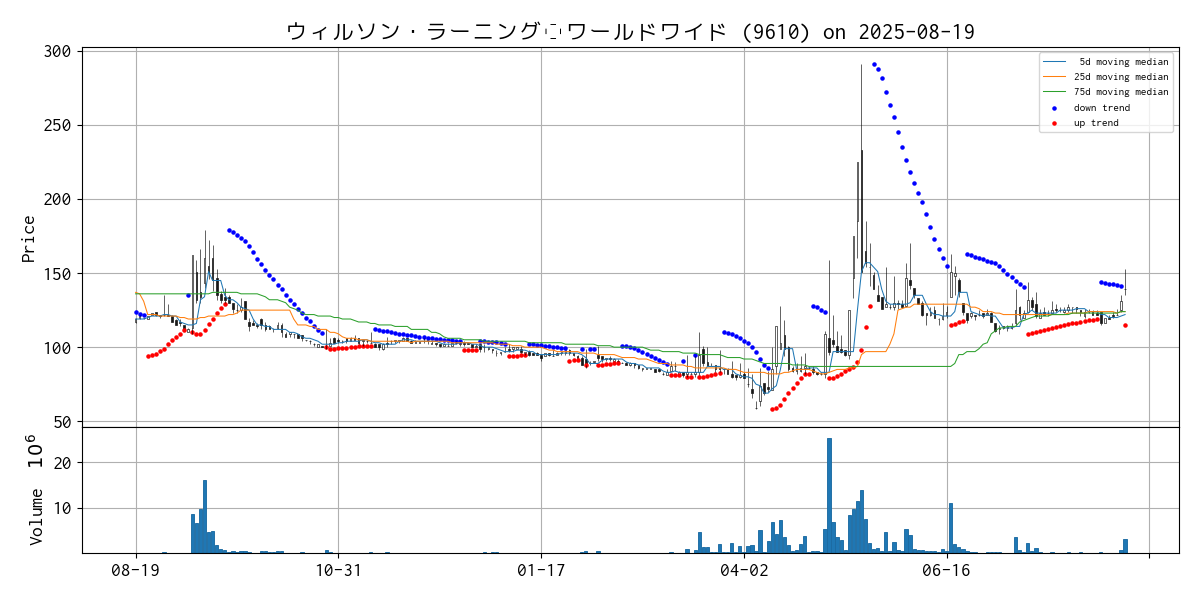 ウィルソン・ラーニング ワールドワイド (9610) on 2025-08-19
300
250
200
150
100
50
Price
5d moving median
25d moving median
75d moving median
down trend
up trend
20
10
Volume 10^6
08-19
10-31
01-17
04-02
06-16